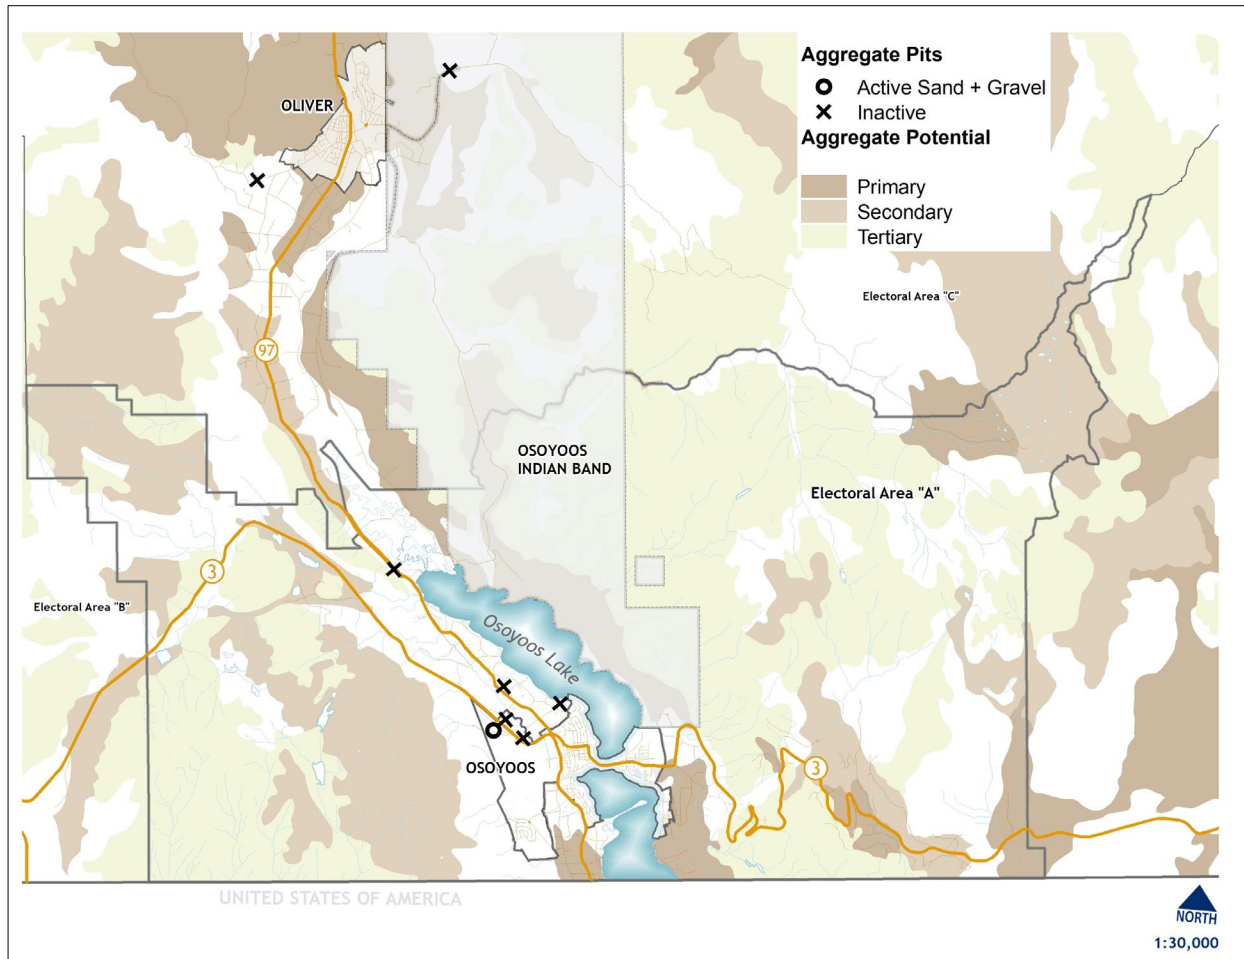 Aggregate Pits
Active Sand + Gravel
Inactive
Aggregate Potential
Primary
Secondary
Tertiary
OLIVER
Electoral Area "C"
97
OSOYOOS
INDIAN BAND
Electoral Area "A"
3
Electoral Area "B"
Osoyoos Lake
OSOYOOS
3
UNITED STATES OF AMERICA
NORTH
1:30,000